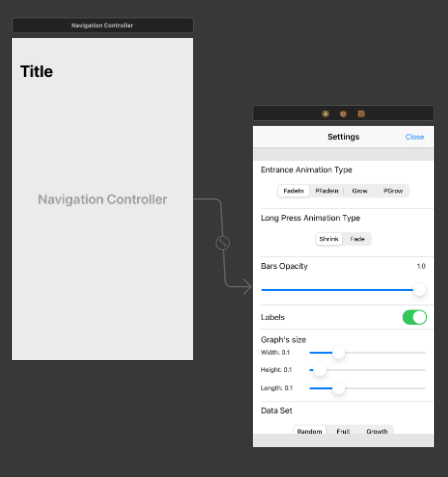 Navigation Controller
Title
Navigation Controller
Settings Close
Entrance Animation Type
FadeIn PFadeIn Grow PGrow
Long Press Animation Type
Shrink Fade
Bars Opacity 1.0
Labels
Graph's size
Width: 0.1
Height: 0.1
Length: 0.1
Data Set
Random Fruit Growth